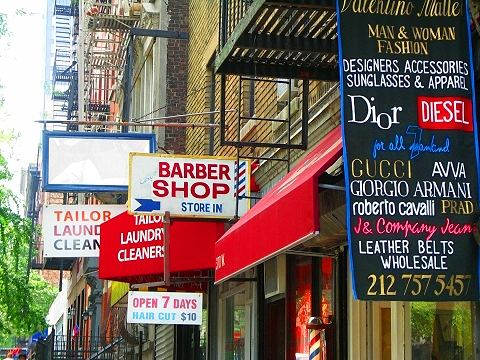 Valentino Matte
MAN & WOMAN
FASHION
DESIGNERS ACCESSORIES
SUNGLASSES & APPAREL
Dior DIESEL
for all mankind
GUCCI AVVA
GIORGIO ARMANI
roberto cavalli PRAD
J&Company Jean
LEATHER BELTS
WHOLESALE
212 757 5457
BARBER
SHOP
STORE IN
TAILOR
LAUND
CLEAN
TAILOR
LAUNDRY
CLEANERS
OPEN 7 DAYS
HAIR CUT $10